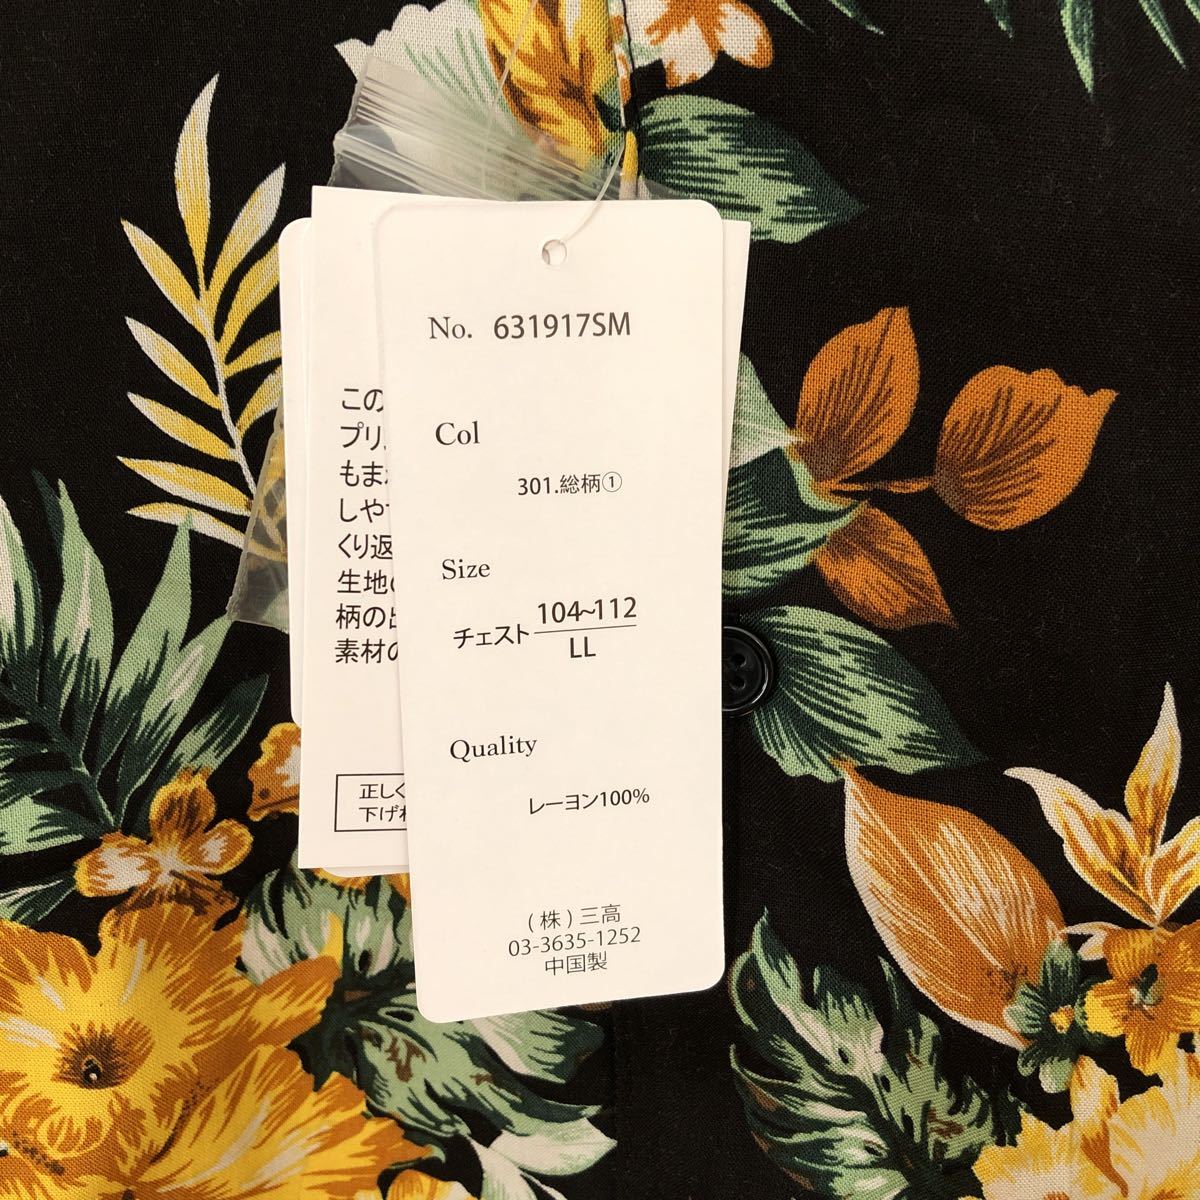 No. 631917SM
Col
301.総柄①
Size
チェスト 104~112
LL
Quality
レーヨン100%
(株)三高
03-3635-1252
中国製
この
プリ
もま
しや
くり返
生地
柄の
素材の
正しく
下げ